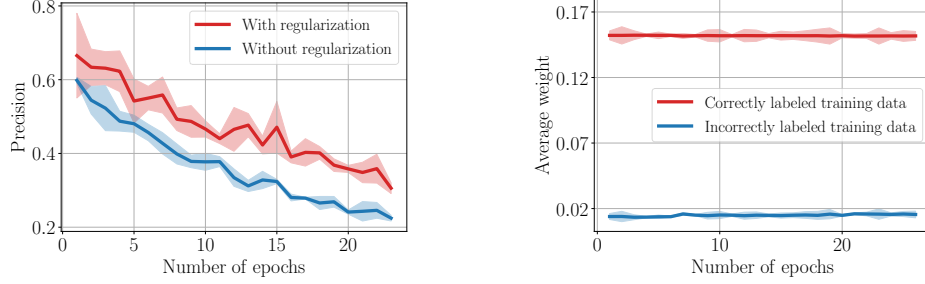 0.8
0.6
0.4
0.2
0
5
10
15
20
Precision
Number of epochs
With regularization
Without regularization
0.17
0.12
0.07
0.02
0
10
20
Average weight
Number of epochs
Correctly labeled training data
Incorrectly labeled training data